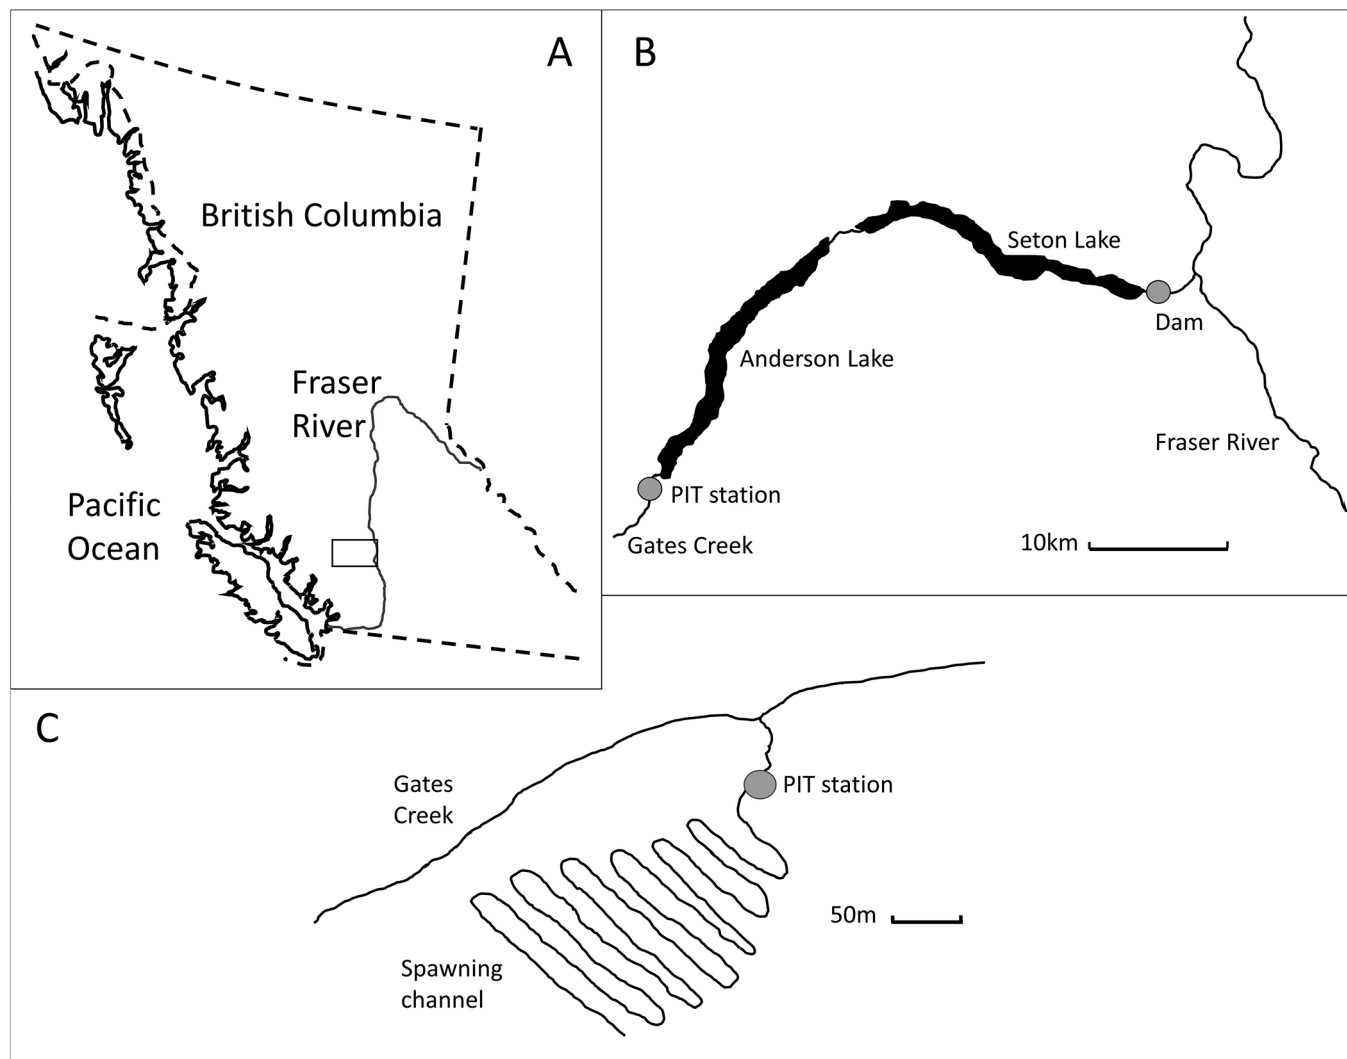 A
British Columbia
Fraser
River
Pacific
Ocean
B
Seton Lake
Dam
Anderson Lake
Fraser River
PIT station
10km
Gates Creek
C
Gates
Creek
PIT station
50m
Spawning
channel